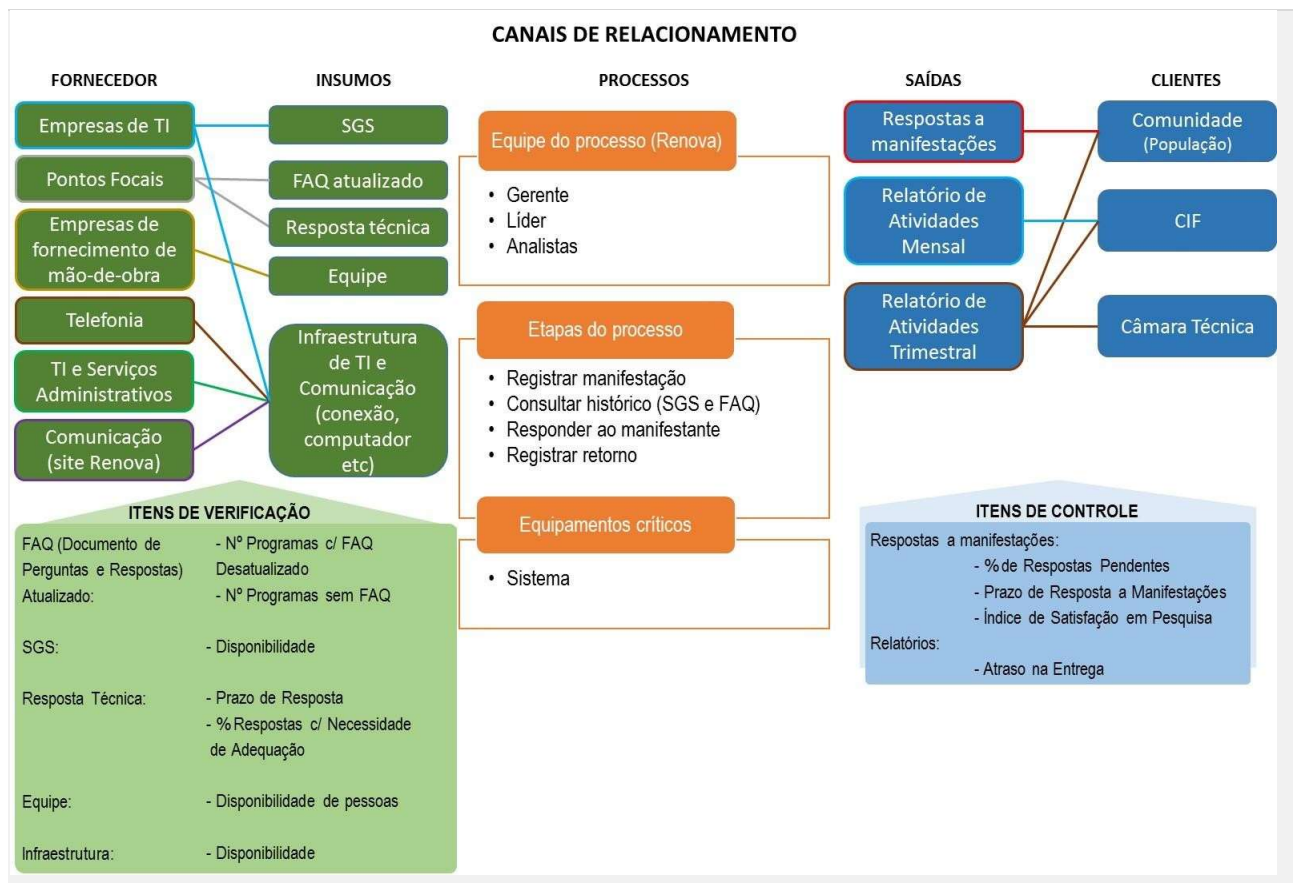 CANAIS DE RELACIONAMENTO
FORNECEDOR
INSUMOS
PROCESSOS
SAÍDAS
CLIENTES
Empresas de TI
Pontos Focais
Empresas de
fornecimento de
mão-de-obra
Telefonia
TI e Serviços
Administrativos
Comunicação
(site Renova)
SGS
FAQ atualizado
Resposta técnica
Equipe
Infraestrutura
de TI e
Comunicação
(conexão,
computador
etc)
Equipe do processo (Renova)
• Gerente
• Líder
• Analistas
Etapas do processo
• Registrar manifestação
• Consultar histórico (SGS e FAQ)
• Responder ao manifestante
• Registrar retorno
Equipamentos críticos
• Sistema
Respostas a
manifestações
Relatório de
Atividades
Mensal
Relatório de
Atividades
Trimestral
Comunidade
(População)
CIF
Câmara Técnica
ITENS DE VERIFICAÇÃO
FAQ (Documento de - Nº Programas c/ FAQ
Perguntas e Respostas) Desatualizado
Atualizado: - Nº Programas sem FAQ
SGS: - Disponibilidade
Resposta Técnica: - Prazo de Resposta
- % Respostas c/ Necessidade
de Adequação
Equipe: - Disponibilidade de pessoas
Infraestrutura: - Disponibilidade
ITENS DE CONTROLE
Respostas a manifestações:
- % de Respostas Pendentes
- Prazo de Resposta a Manifestações
- Índice de Satisfação em Pesquisa
Relatórios:
- Atraso na Entrega